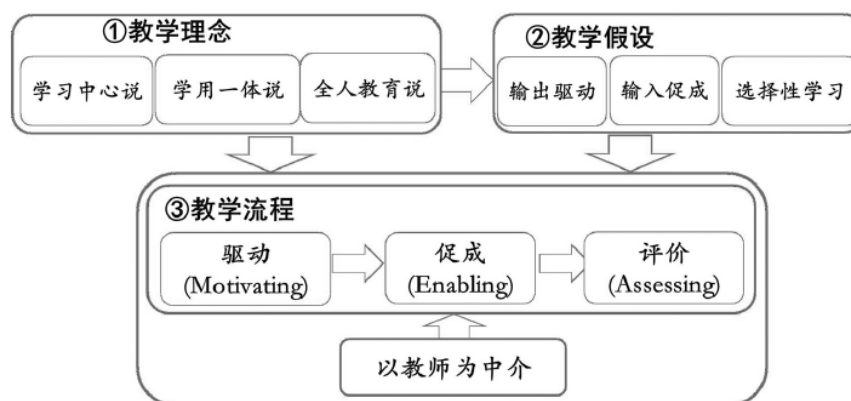 ①教学理念
学习中心说
学用一体说
全人教育说
②教学假设
输出驱动
输入促成
选择性学习
③教学流程
驱动
(Motivating)
促成
(Enabling)
评价
(Assessing)
以教师为中介